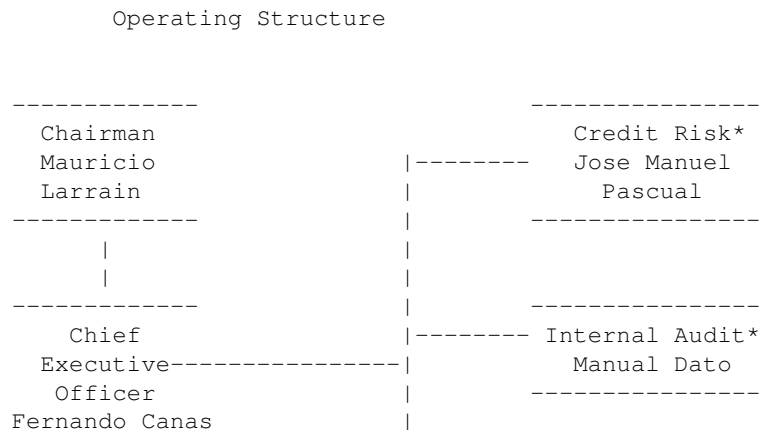 Operating Structure
Chairman
Mauricio
Larrain
Credit Risk*
Jose Manuel
Pascual
Chief
Executive
Officer
Fernando Canas
Internal Audit*
Manual Dato